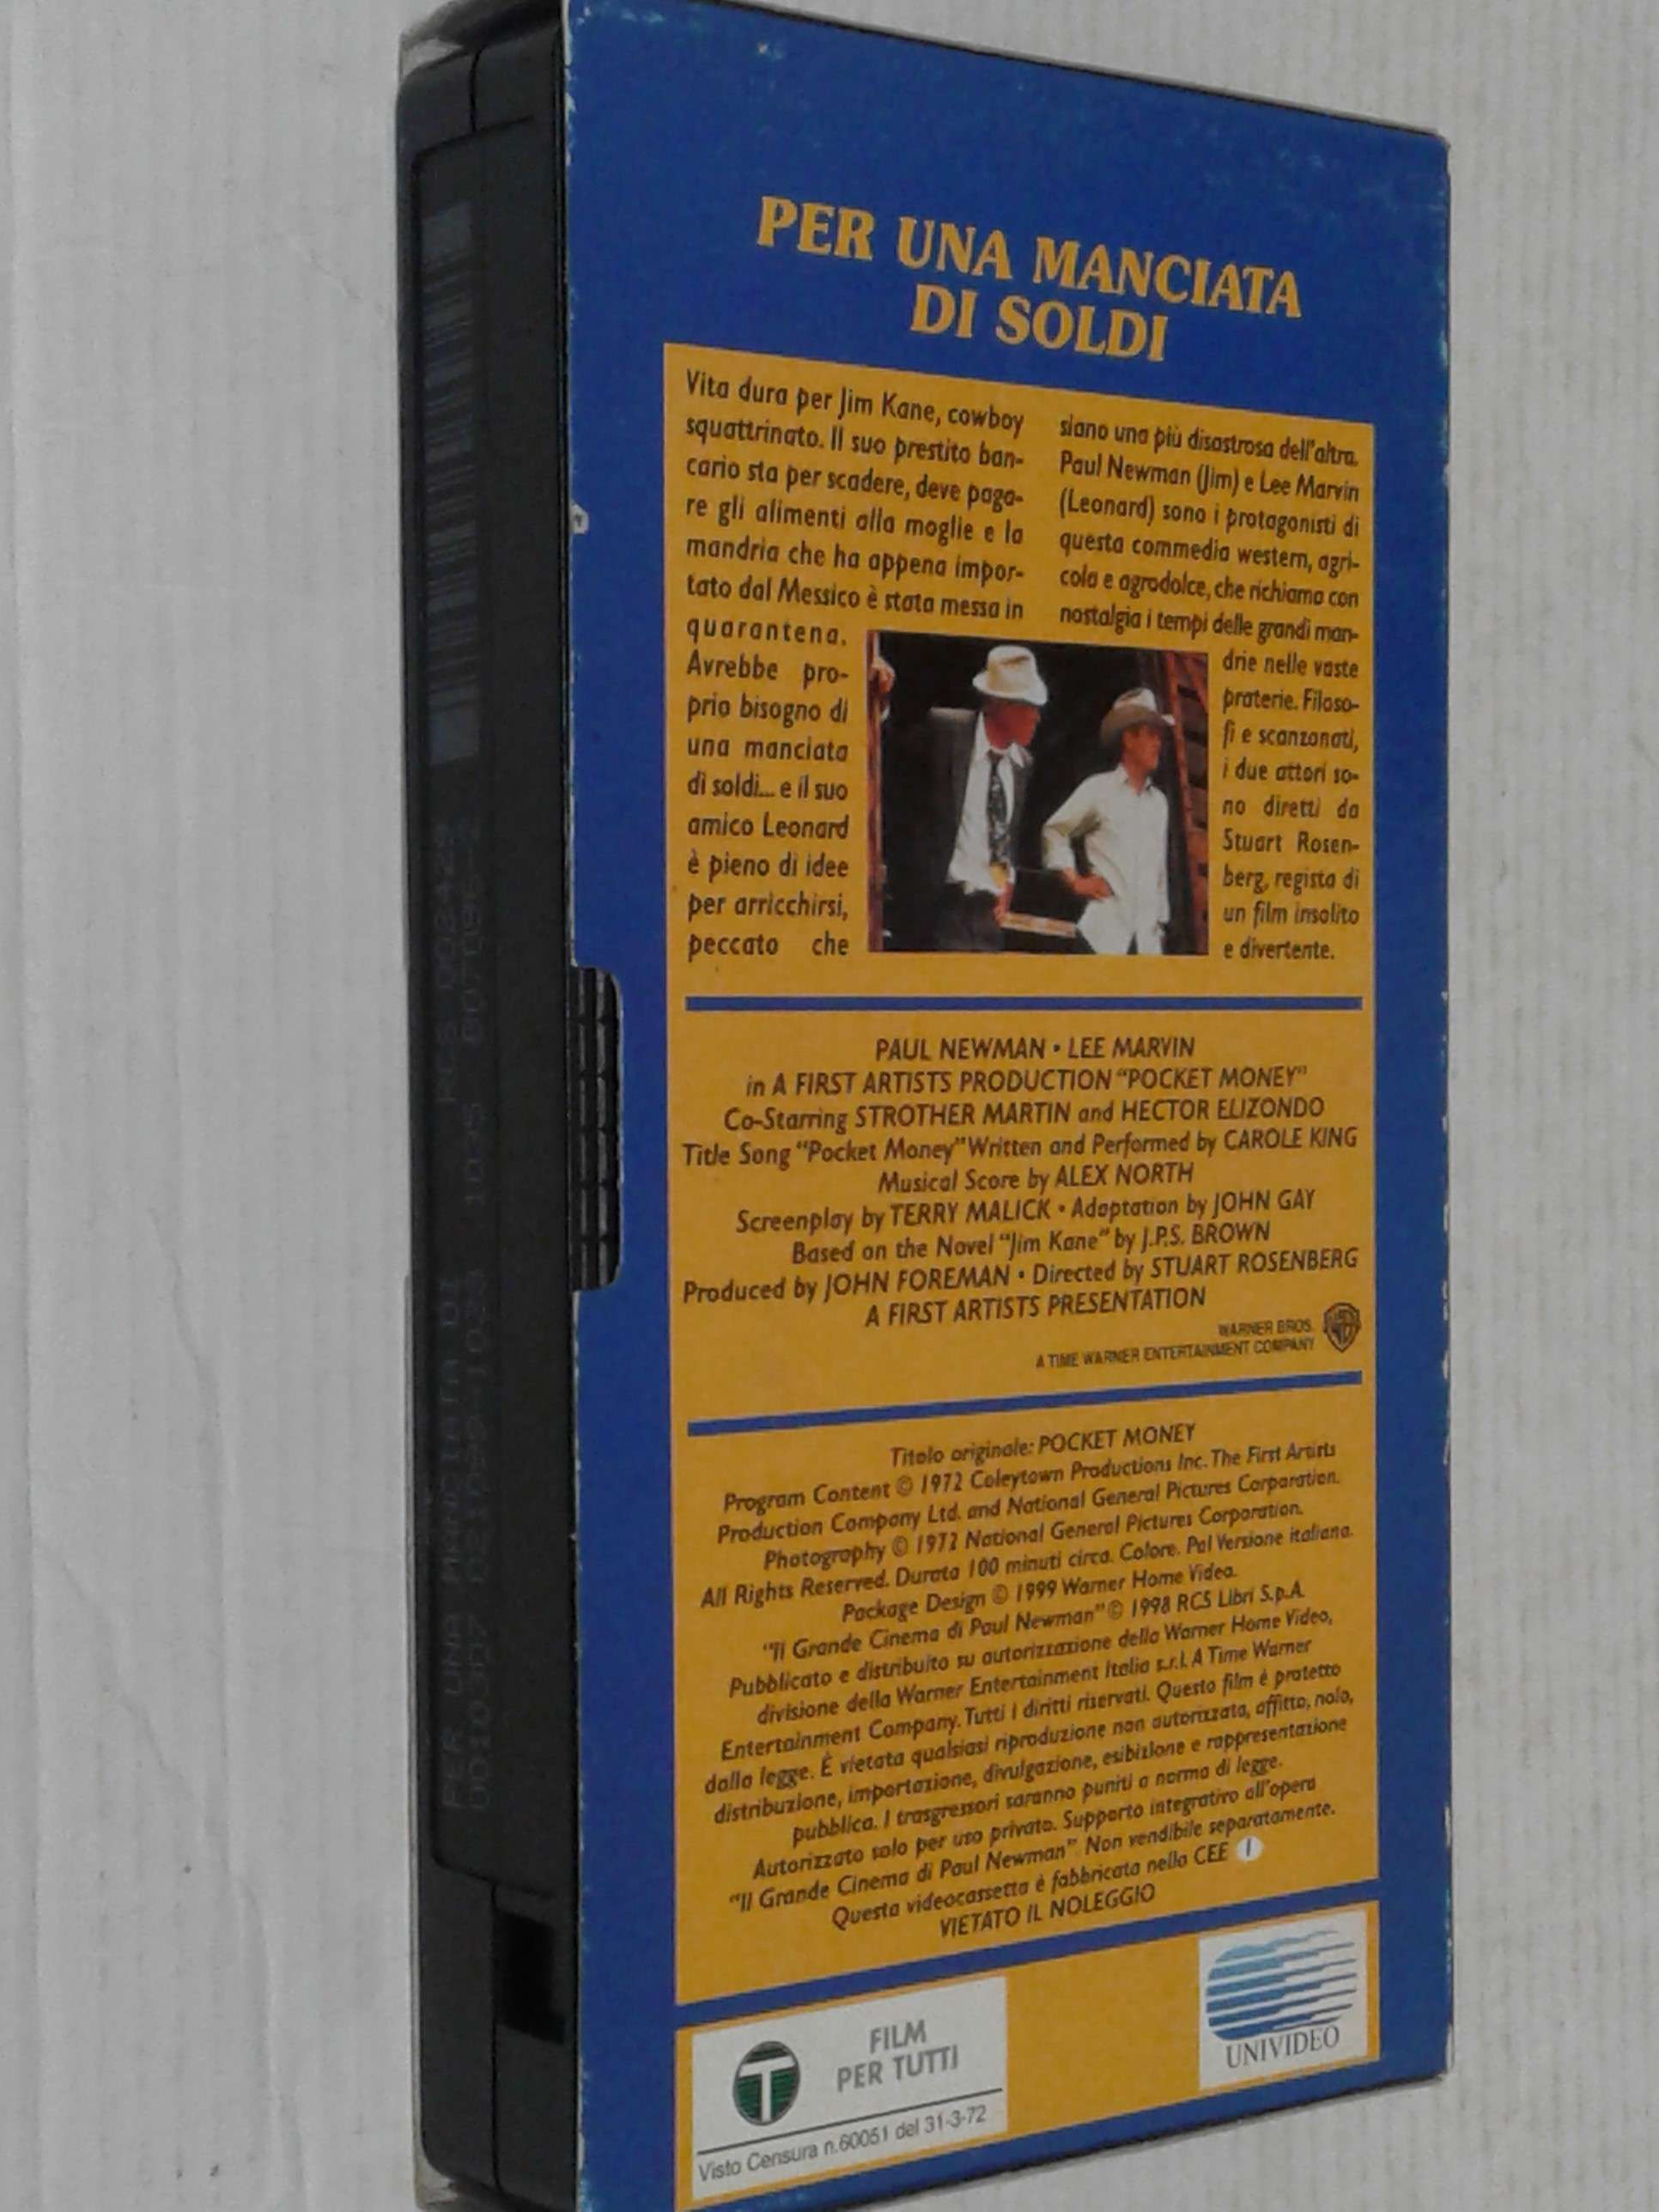 PER UNA MANCIATA
DI SOLDI
Vita dura per Jim Kane, cowboy
squattrinato. Il suo prestito ban-
cario sta per scadere, deve paga-
re gli alimenti alla moglie e la
mandria che ha appena impor-
tato dal Messico è stata messa in
quarantena.
Avrebbe pro-
prio bisogno di
una manciata
di soldi... e il suo
amico Leonard
è pieno di idee
per arricchirsi,
peccato che
siano una più disastrosa dell'altra.
Paul Newman (Jim) e Lee Marvin
(Leonard) sono i protagonisti di
questa commedia western, agri-
cola e agrodolce, che richiama con
nostalgia i tempi delle grandi man-
drie nelle vaste
praterie. Filoso-
fi e scanzonati,
i due attori so-
no diretti da
Stuart Rosen-
berg, regista di
un film insolito
e divertente.
PAUL NEWMAN • LEE MARVIN
in A FIRST ARTISTS PRODUCTION "POCKET MONEY"
Co-Starring STROTHER MARTIN and HECTOR ELIZONDO
Title Song "Pocket Money" Written and Performed by CAROLE KING
Musical Score by ALEX NORTH
Screenplay by TERRY MALICK • Adaptation by JOHN GAY
Based on the Novel "Jim Kane" by J.P.S. BROWN
Produced by JOHN FOREMAN • Directed by STUART ROSENBERG
A FIRST ARTISTS PRESENTATION
WARNER BROS.
A TIME WARNER ENTERTAINMENT COMPANY
Titolo originale: POCKET MONEY
Program Content © 1972 Coleytown Productions Inc. The First Artists
Production Company Ltd. and National General Pictures Corporation.
Photography © 1972 National General Pictures Corporation.
All Rights Reserved. Durata 100 minuti circa. Colore. Pal Versione italiana.
Package Design © 1999 Warner Home Video.
"Il Grande Cinema di Paul Newman" © 1998 RCS Libri S.p.A.
Pubblicato e distribuito su autorizzazione della Warner Home Video,
divisione della Warner Entertainment Italia s.r.l. A Time Warner
Entertainment Company. Tutti i diritti riservati. Questo film è protetto
dalla legge. È vietata qualsiasi riproduzione non autorizzata, affitto, nolo,
distribuzione, importazione, divulgazione, esibizione e rappresentazione
pubblica. I trasgressori saranno puniti a norma di legge.
Autorizzato solo per uso privato. Supporto integrativo all'opera
"Il Grande Cinema di Paul Newman". Non vendibile separatamente.
Questa videocassetta è fabbricata nella CEE I
VIETATO IL NOLEGGIO
T
FILM
PER TUTTI
Visto Censura n.60051 del 31-3-72
UNIVIDEO
PER UNA MANCIATA DI